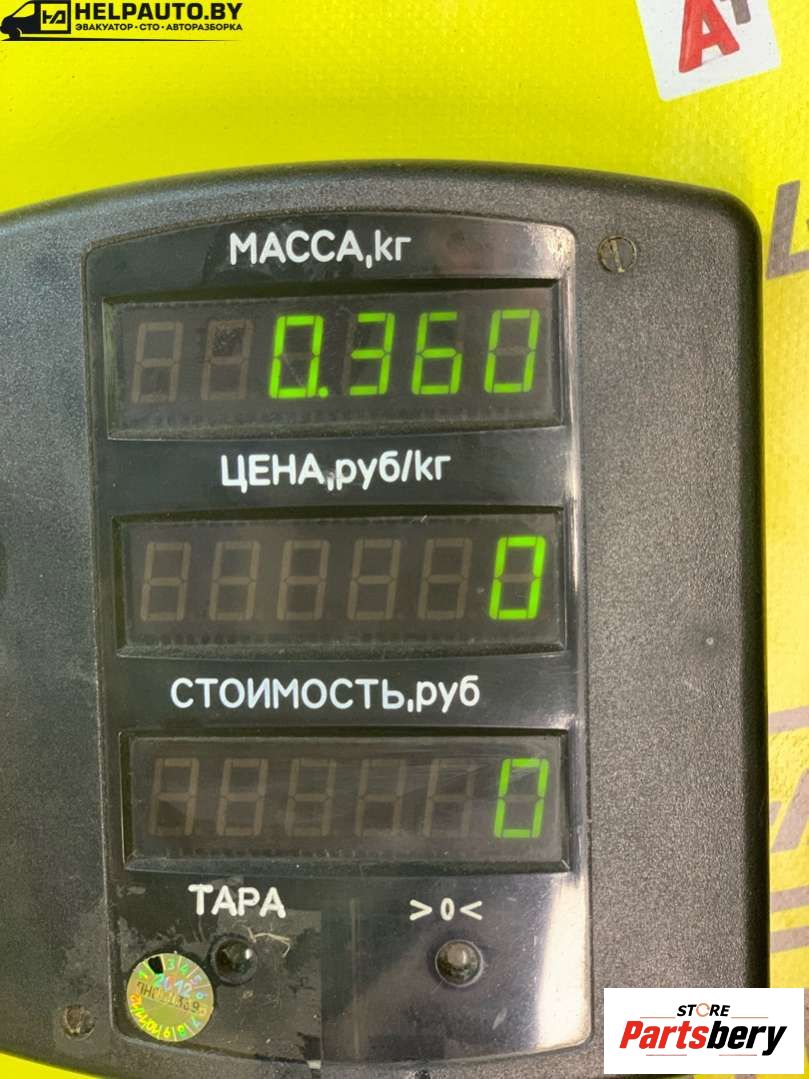 HELPAUTO.BY
ЭВАКУАТОР•СТО•АВТОРАЗБОРКА
МАССА,кг
0.360
ЦЕНА,руб/кг
0
СТОИМОСТЬ,руб
0
ТАРА >0<
STORE
Partsbery